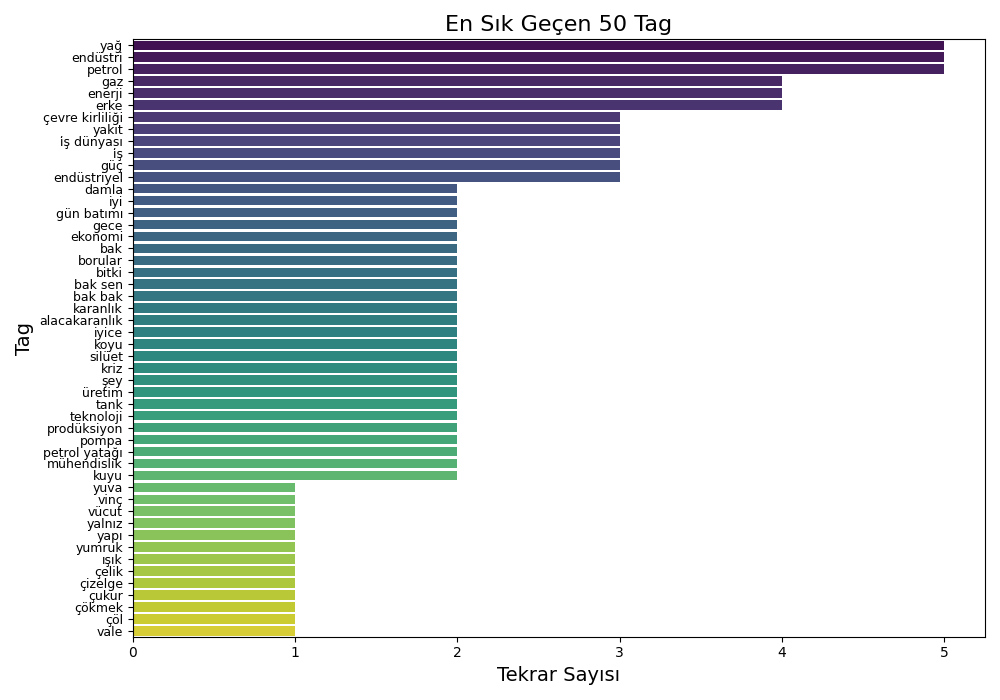 En Sık Geçen 50 Tag
yağ
endüstri
petrol
gaz
enerji
erke
çevre kirliliği
yakıt
iş dünyası
iş
güç
endüstriyel
damla
iyi
gün batımı
gece
ekonomi
bak
borular
bitki
bak sen
bak bak
karanlık
alacakaranlık
iyice
koyu
silüet
kriz
şey
üretim
tank
teknoloji
prodüksiyon
pompa
petrol yatağı
mühendislik
kuyu
yuva
vinç
vücut
yalnız
yapı
yumruk
ışık
çelik
çizelge
çukur
çökmek
çöl
vale
Tag
0 1 2 3 4 5
Tekrar Sayısı